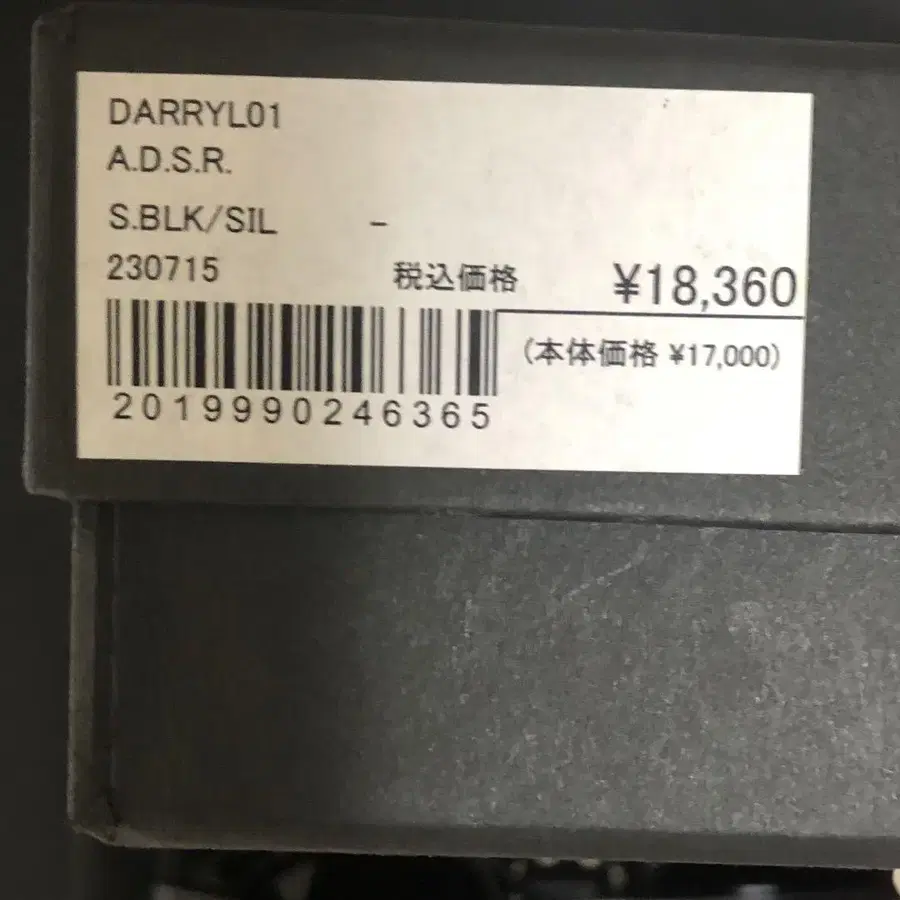 DARRYL01
A.D.S.R.
S.BLK/SIL -
230715 税込価格 ¥18,360
(本体価格 ¥17,000)
2019990246365